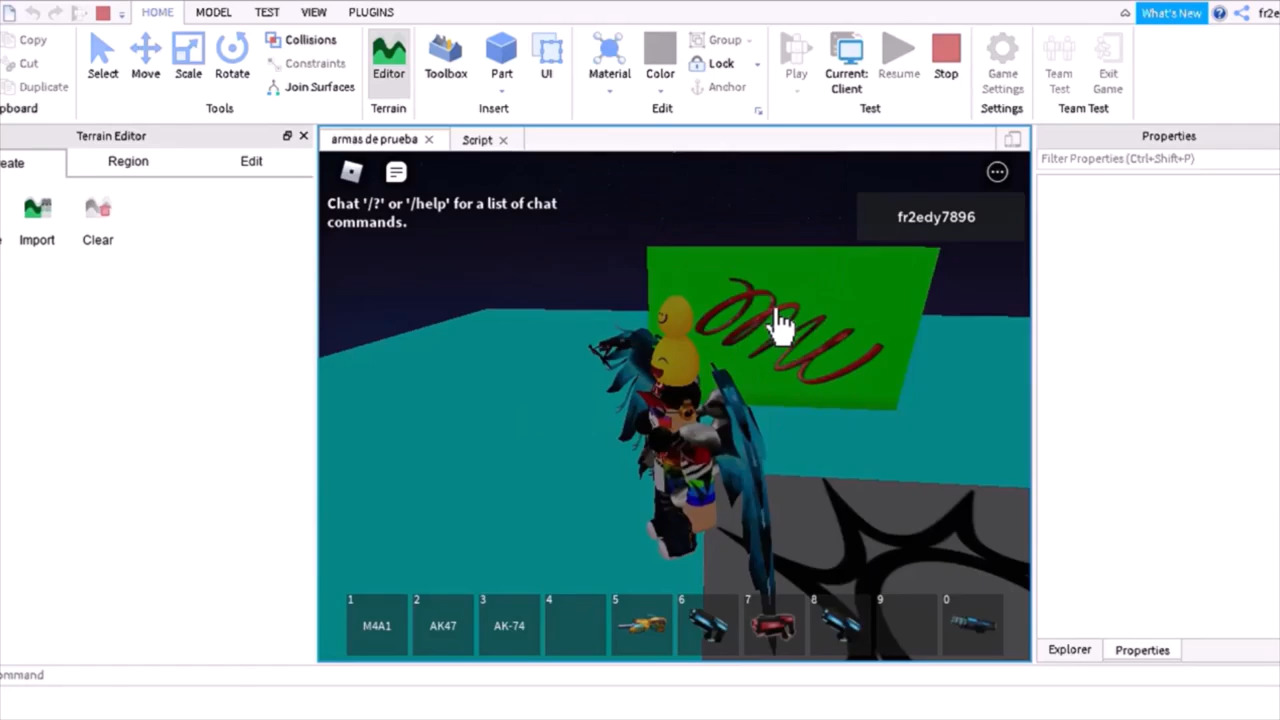 HOME MODEL TEST VIEW PLUGINS
What's New
fr2e
Copy
Cut
Duplicate
pboard
Select
Move
Scale
Rotate
Collisions
Constraints
Join Surfaces
Tools
Editor
Terrain
Toolbox
Part
UI
Insert
Material
Color
Group
Lock
Anchor
Edit
Play
Current:
Client
Resume
Stop
Test
Game
Settings
Settings
Team
Test
Exit
Game
Team Test
Terrain Editor
eate
Region
Edit
Import
Clear
armas de prueba
Script
Chat '/?' or '/help' for a list of chat
commands.
fr2edy7896
1 2 3 4 5 6 7 8 9 0
M4A1 AK47 AK-74
Properties
Filter Properties (Ctrl+Shift+P)
Explorer
Properties
ommand